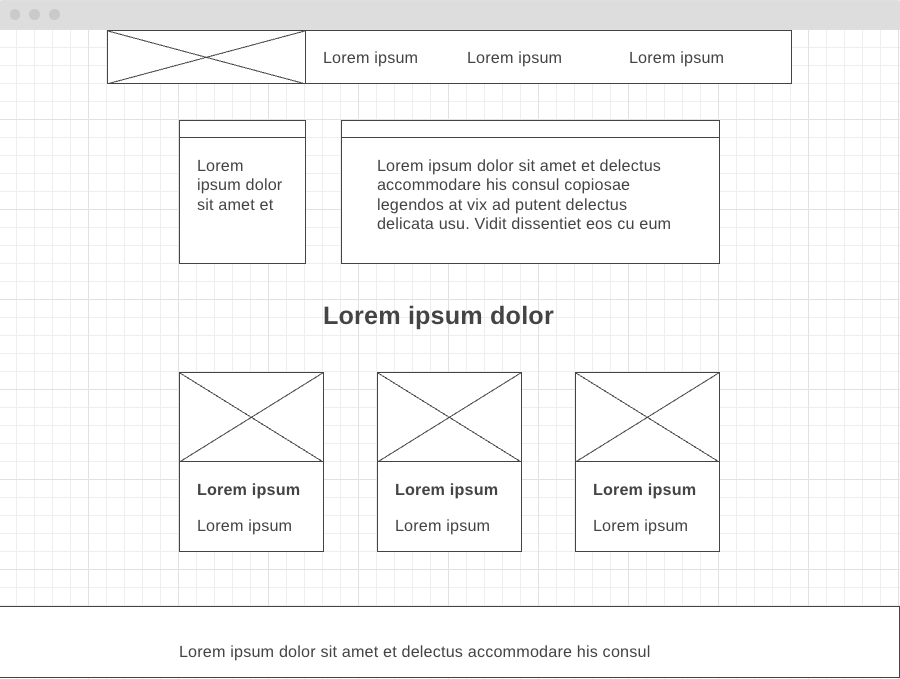 Lorem ipsum
Lorem ipsum
Lorem ipsum
Lorem
ipsum dolor
sit amet et
Lorem ipsum dolor sit amet et delectus
accommodare his consul copiosae
legendos at vix ad putent delectus
delicata usu. Vidit dissentiet eos cu eum
Lorem ipsum dolor
Lorem ipsum
Lorem ipsum
Lorem ipsum
Lorem ipsum
Lorem ipsum
Lorem ipsum
Lorem ipsum dolor sit amet et delectus accommodare his consul